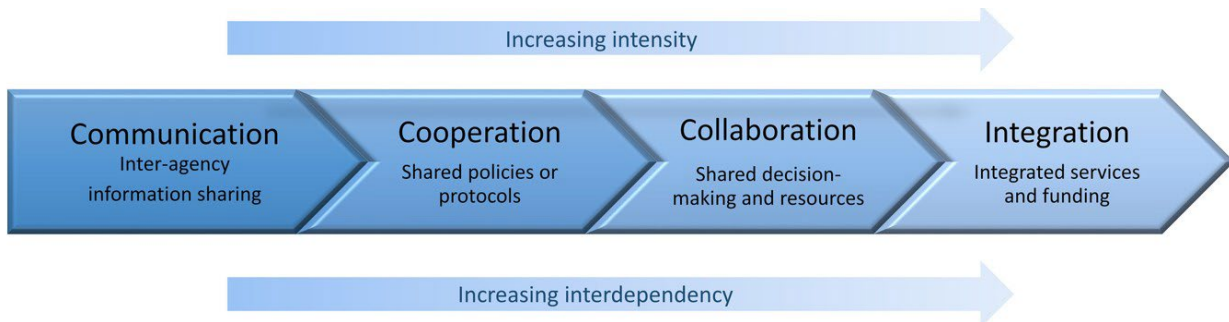 Increasing intensity
Communication
Inter-agency
information sharing
Cooperation
Shared policies or
protocols
Collaboration
Shared decision-
making and resources
Integration
Integrated services
and funding
Increasing interdependency